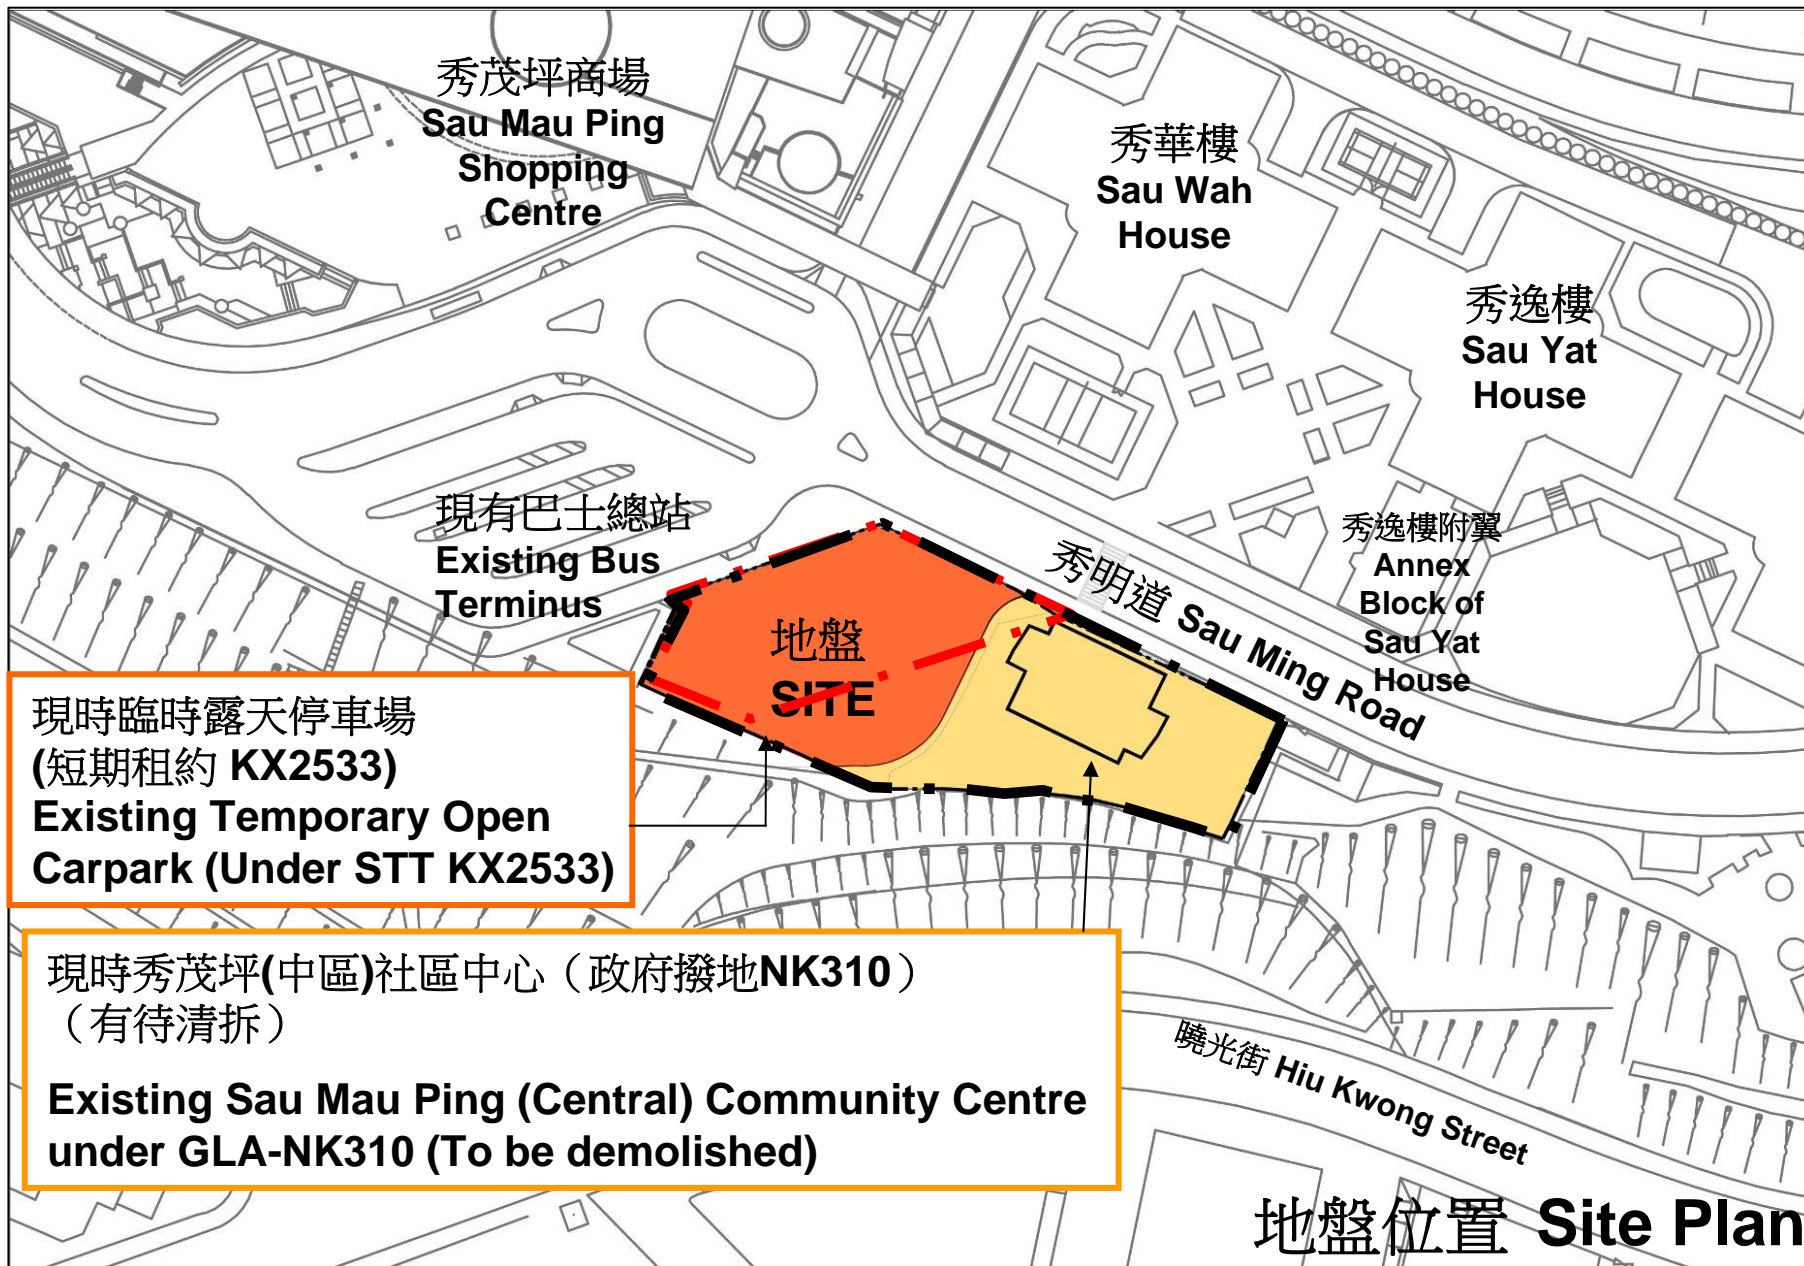 秀茂坪商場
Sau Mau Ping
Shopping
Centre
秀華樓
Sau Wah
House
秀逸樓
Sau Yat
House
現有巴士總站
Existing Bus
Terminus
秀逸樓附翼
Annex
Block of
Sau Yat
House
秀明道 Sau Ming Road
地盤
SITE
現時臨時露天停車場
(短期租約 KX2533)
Existing Temporary Open
Carpark (Under STT KX2533)
現時秀茂坪(中區)社區中心（政府撥地NK310）
（有待清拆）
Existing Sau Mau Ping (Central) Community Centre
under GLA-NK310 (To be demolished)
曉光街 Hiu Kwong Street
地盤位置 Site Plan